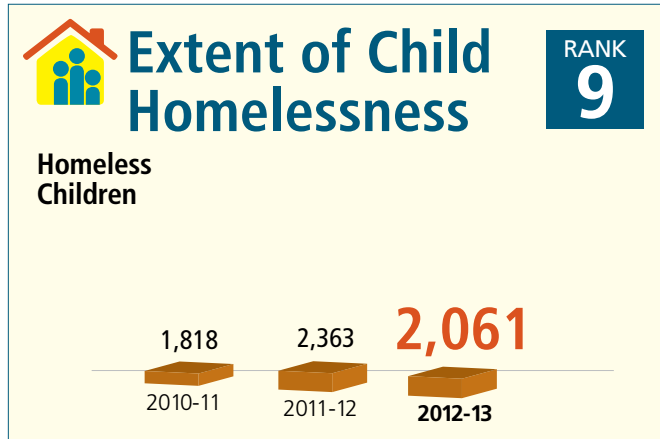 Extent of Child
Homelessness
RANK
9
Homeless
Children
1,818
2,363
2,061
2010-11
2011-12
2012-13